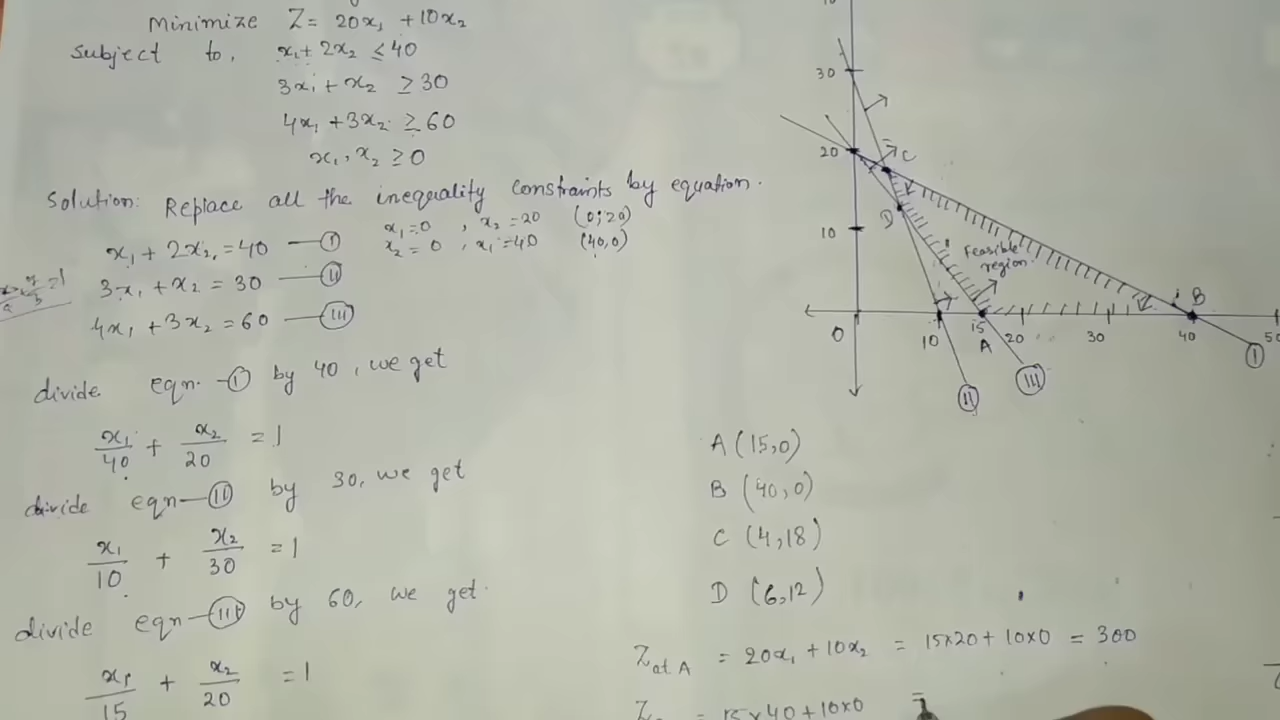 Minimize Z = 20x₁ + 10x₂
Subject to, x₁ + 2x₂ ≤ 40
3x₁ + x₂ ≥ 30
4x₁ + 3x₂ ≥ 60
x₁, x₂ ≥ 0
Solution: Replace all the inequality constraints by equation.
x₁ + 2x₂ = 40 — Ⓘ x₁ = 0, x₂ = 20 (0,20)
x₂ = 0, x₁ = 40 (40,0)
3x₁ + x₂ = 30 — II
4x₁ + 3x₂ = 60 — III
divide eqn. — I by 40, we get
x₁/40 + x₂/20 = 1
divide eqn — II by 30, we get
x₁/10 + x₂/30 = 1
divide eqn — III by 60, we get
x₁/15 + x₂/20 = 1
30
20
C
D
10
Feasible
region
B
0
10
15
A
20
30
40
50
I
II
III
A (15,0)
B (40,0)
C (4,18)
D (6,12)
Z at A = 20x₁ + 10x₂ = 15×20 + 10×0 = 300
= 15×40 + 10×0